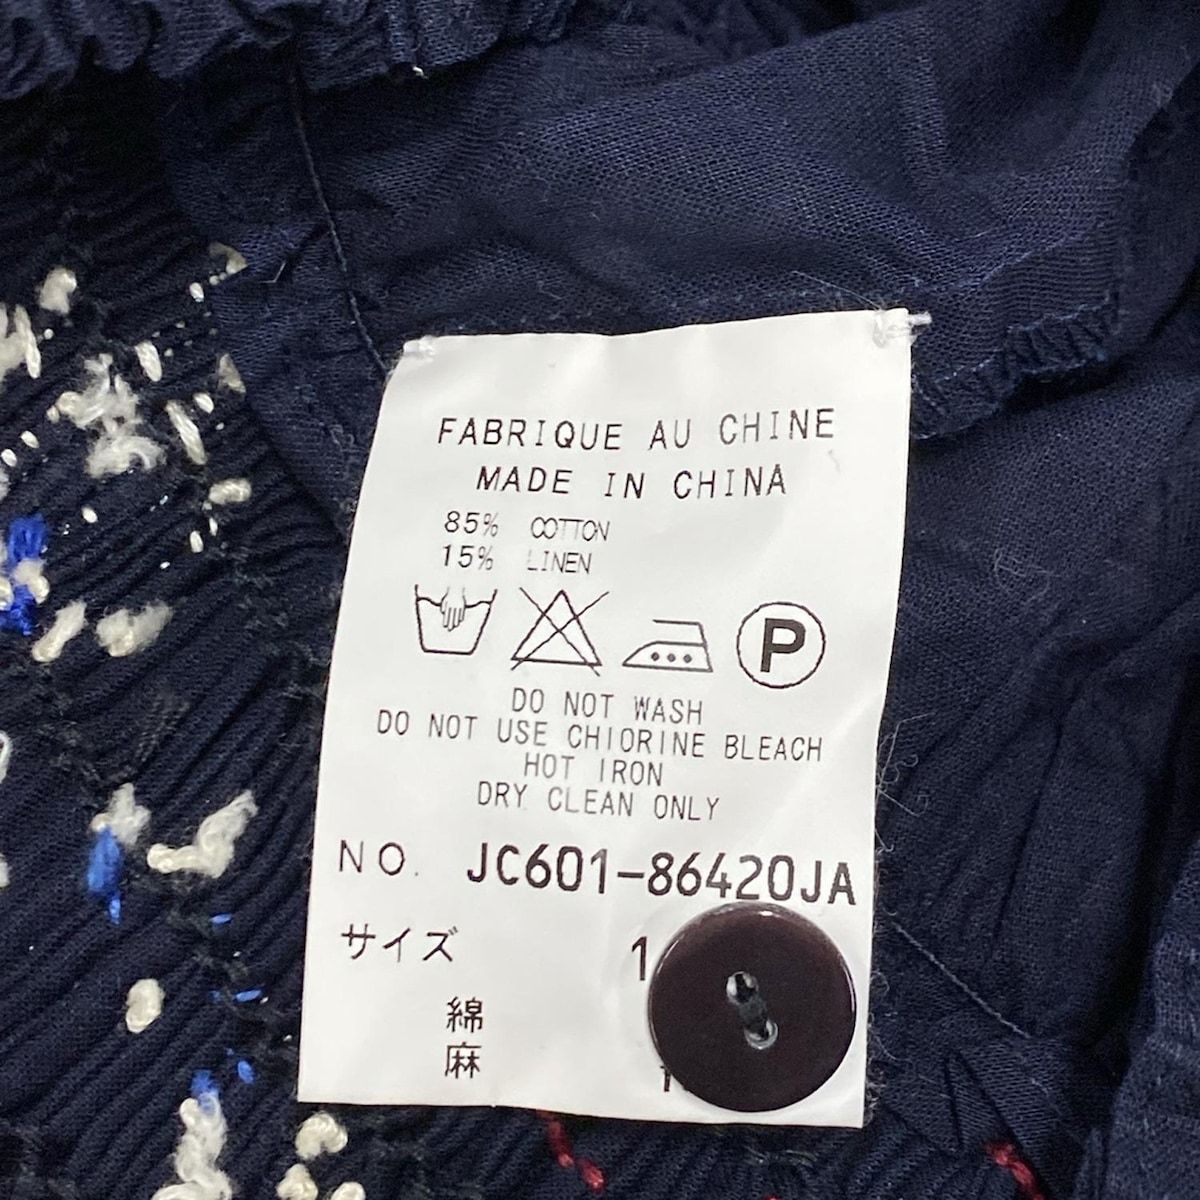 FABRIQUE AU CHINE
MADE IN CHINA
85% COTTON
15% LINEN
P
DO NOT WASH
DO NOT USE CHIORINE BLEACH
HOT IRON
DRY CLEAN ONLY
NO. JC601-86420JA
サイズ 1
綿
麻